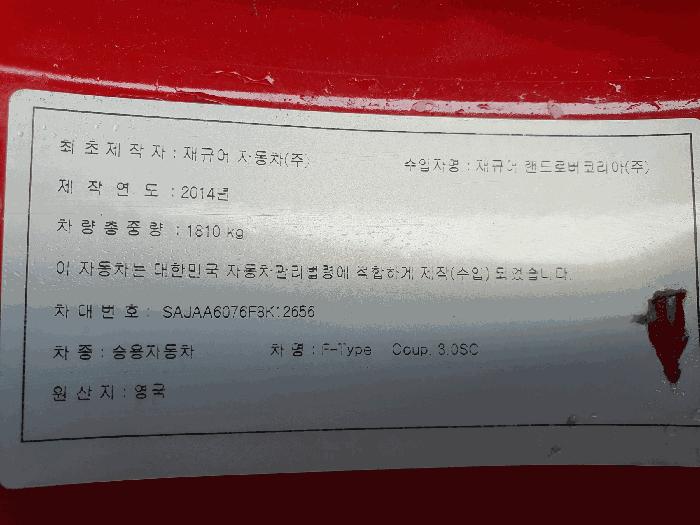 최초제작자 : 재규어 자동차(주) 수입자명 : 재규어 랜드로버코리아(주)
제 작 연 도 : 2014년
차 량 총 중 량 : 1810 kg
이 자동차는 대한민국 자동차관리법령에 적합하게 제작(수입) 되었습니다.
차 대 번 호 : SAJAA6076F8K12656
차 종 : 승용자동차 차 명 : F-Type Coup. 3.0SC
원 산 지 : 영국